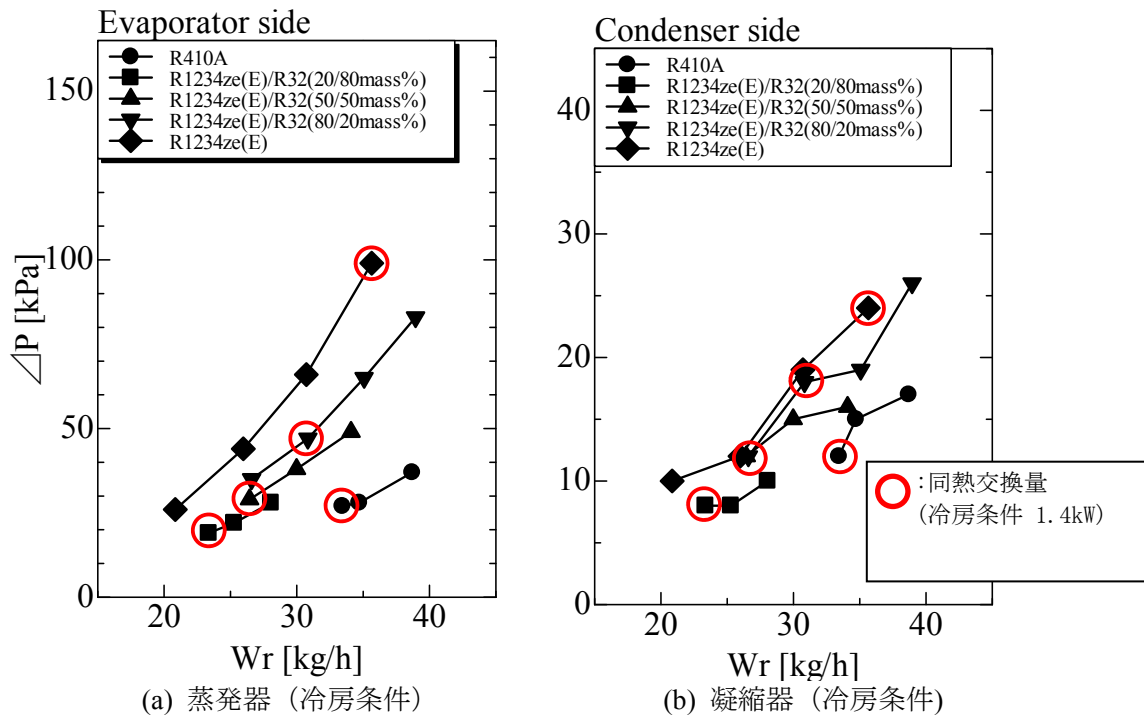 Evaporator side
R410A
R1234ze(E)/R32(20/80mass%)
R1234ze(E)/R32(50/50mass%)
R1234ze(E)/R32(80/20mass%)
R1234ze(E)
150
100
50
0
⊿P [kPa]
20 30 40
Wr [kg/h]
(a) 蒸発器 (冷房条件)
Condenser side
R410A
R1234ze(E)/R32(20/80mass%)
R1234ze(E)/R32(50/50mass%)
R1234ze(E)/R32(80/20mass%)
R1234ze(E)
40
30
20
10
0
20 30 40
Wr [kg/h]
(b) 凝縮器 (冷房条件)
:同熱交換量
(冷房条件 1.4kW)